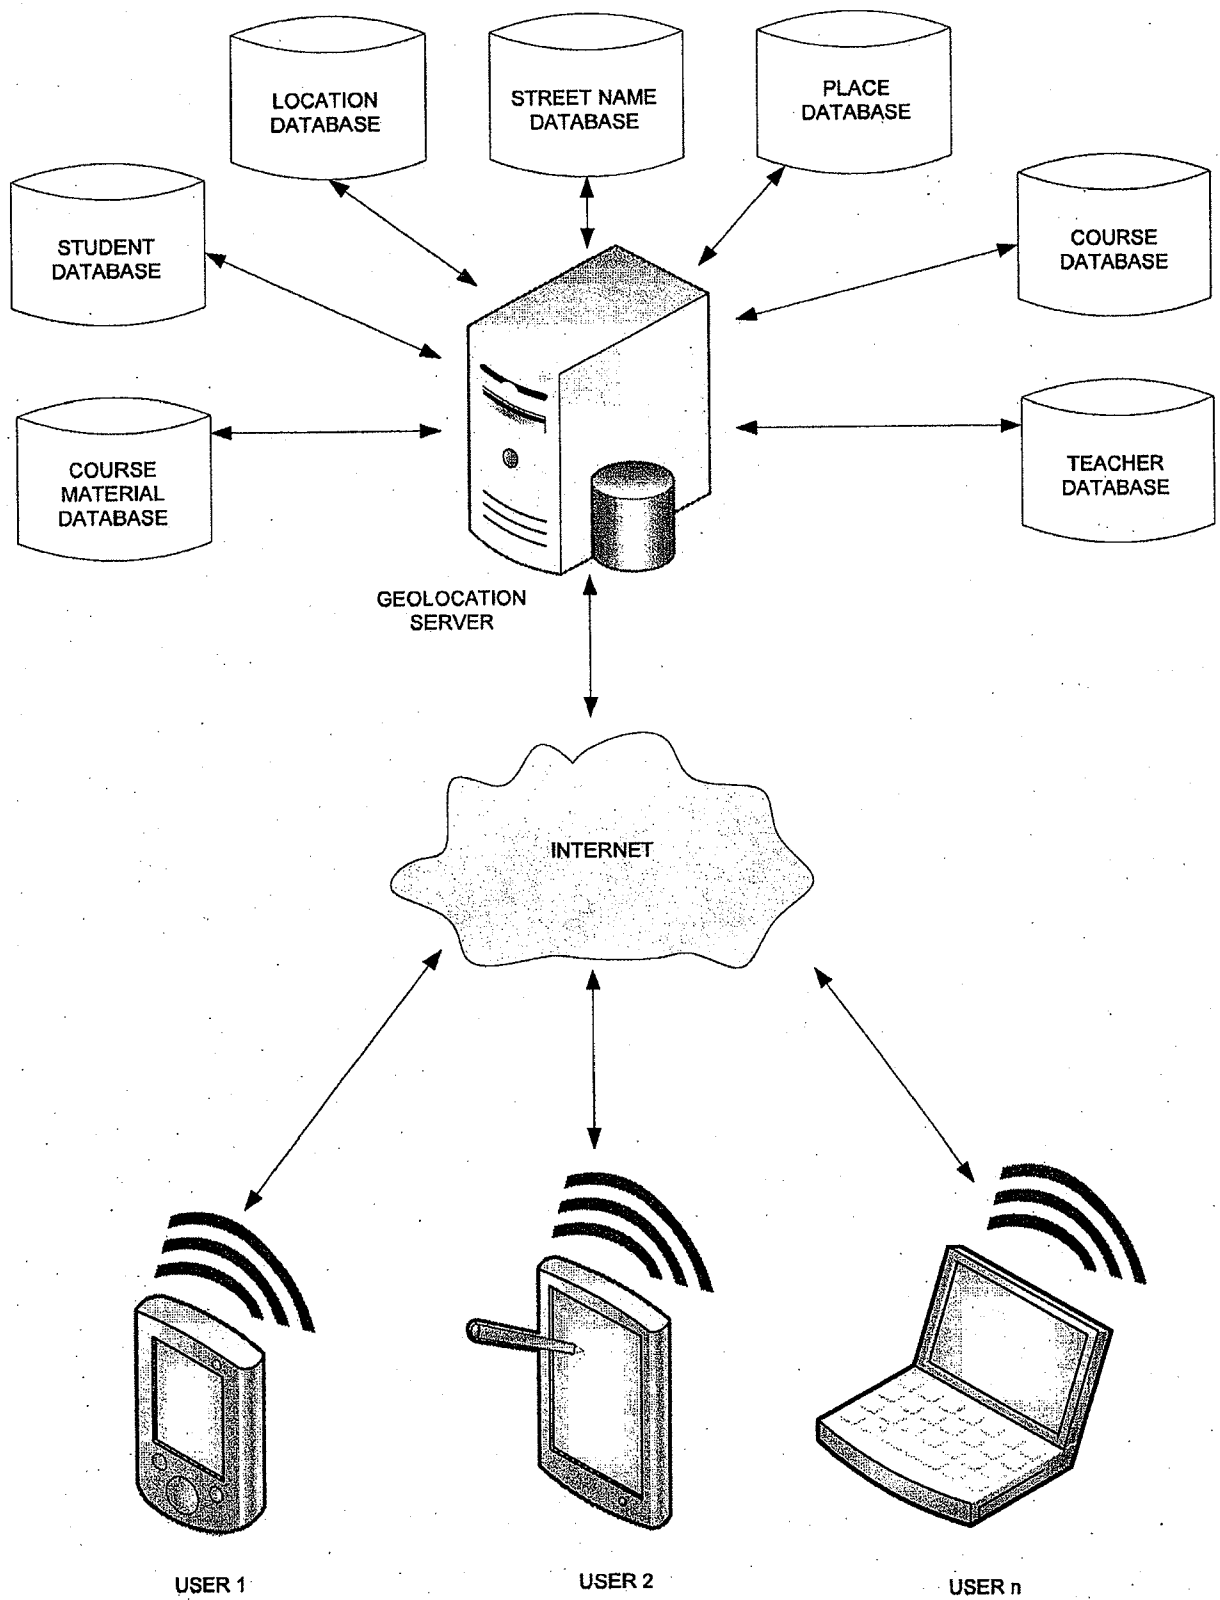 LOCATION
DATABASE
STREET NAME
DATABASE
PLACE
DATABASE
STUDENT
DATABASE
COURSE
DATABASE
COURSE
MATERIAL
DATABASE
TEACHER
DATABASE
GEOLOCATION
SERVER
INTERNET
USER 1
USER 2
USER n